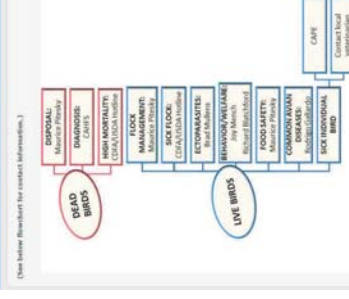 (See below flowchart for contact information.)
DEAD
BIRDS
DISPOSAL:
Maurice Pitesky
DIAGNOSIS:
CAHFS
HIGH MORTALITY:
CDFA/USDA Hotline
LIVE BIRDS
FLOCK
MANAGEMENT:
Maurice Pitesky
SICK FLOCK:
CDFA/USDA Hotline
ECTOPARASITES:
Brad Mullens
BEHAVIOR/WELFARE:
Joy Mench
Richard Blatchford
FOOD SAFETY:
Maurice Pitesky
COMMON AVIAN
DISEASES:
Rodrigo Gallardo
SICK INDIVIDUAL
BIRD
CAPE
Contact local
veterinarian